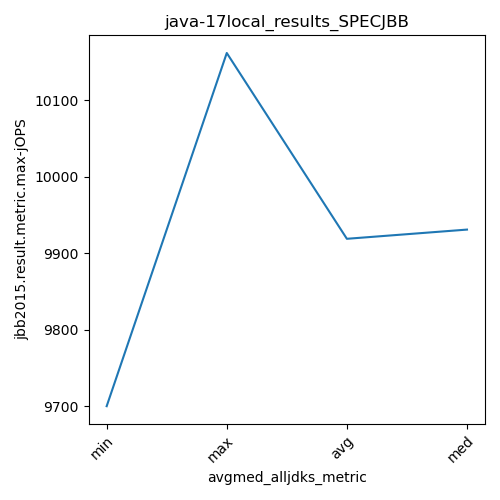 java-17local_results_SPECJBB
jbb2015.result.metric.max-jOPS
10100
10000
9900
9800
9700
min
max
avg
med
avgmed_alljdks_metric